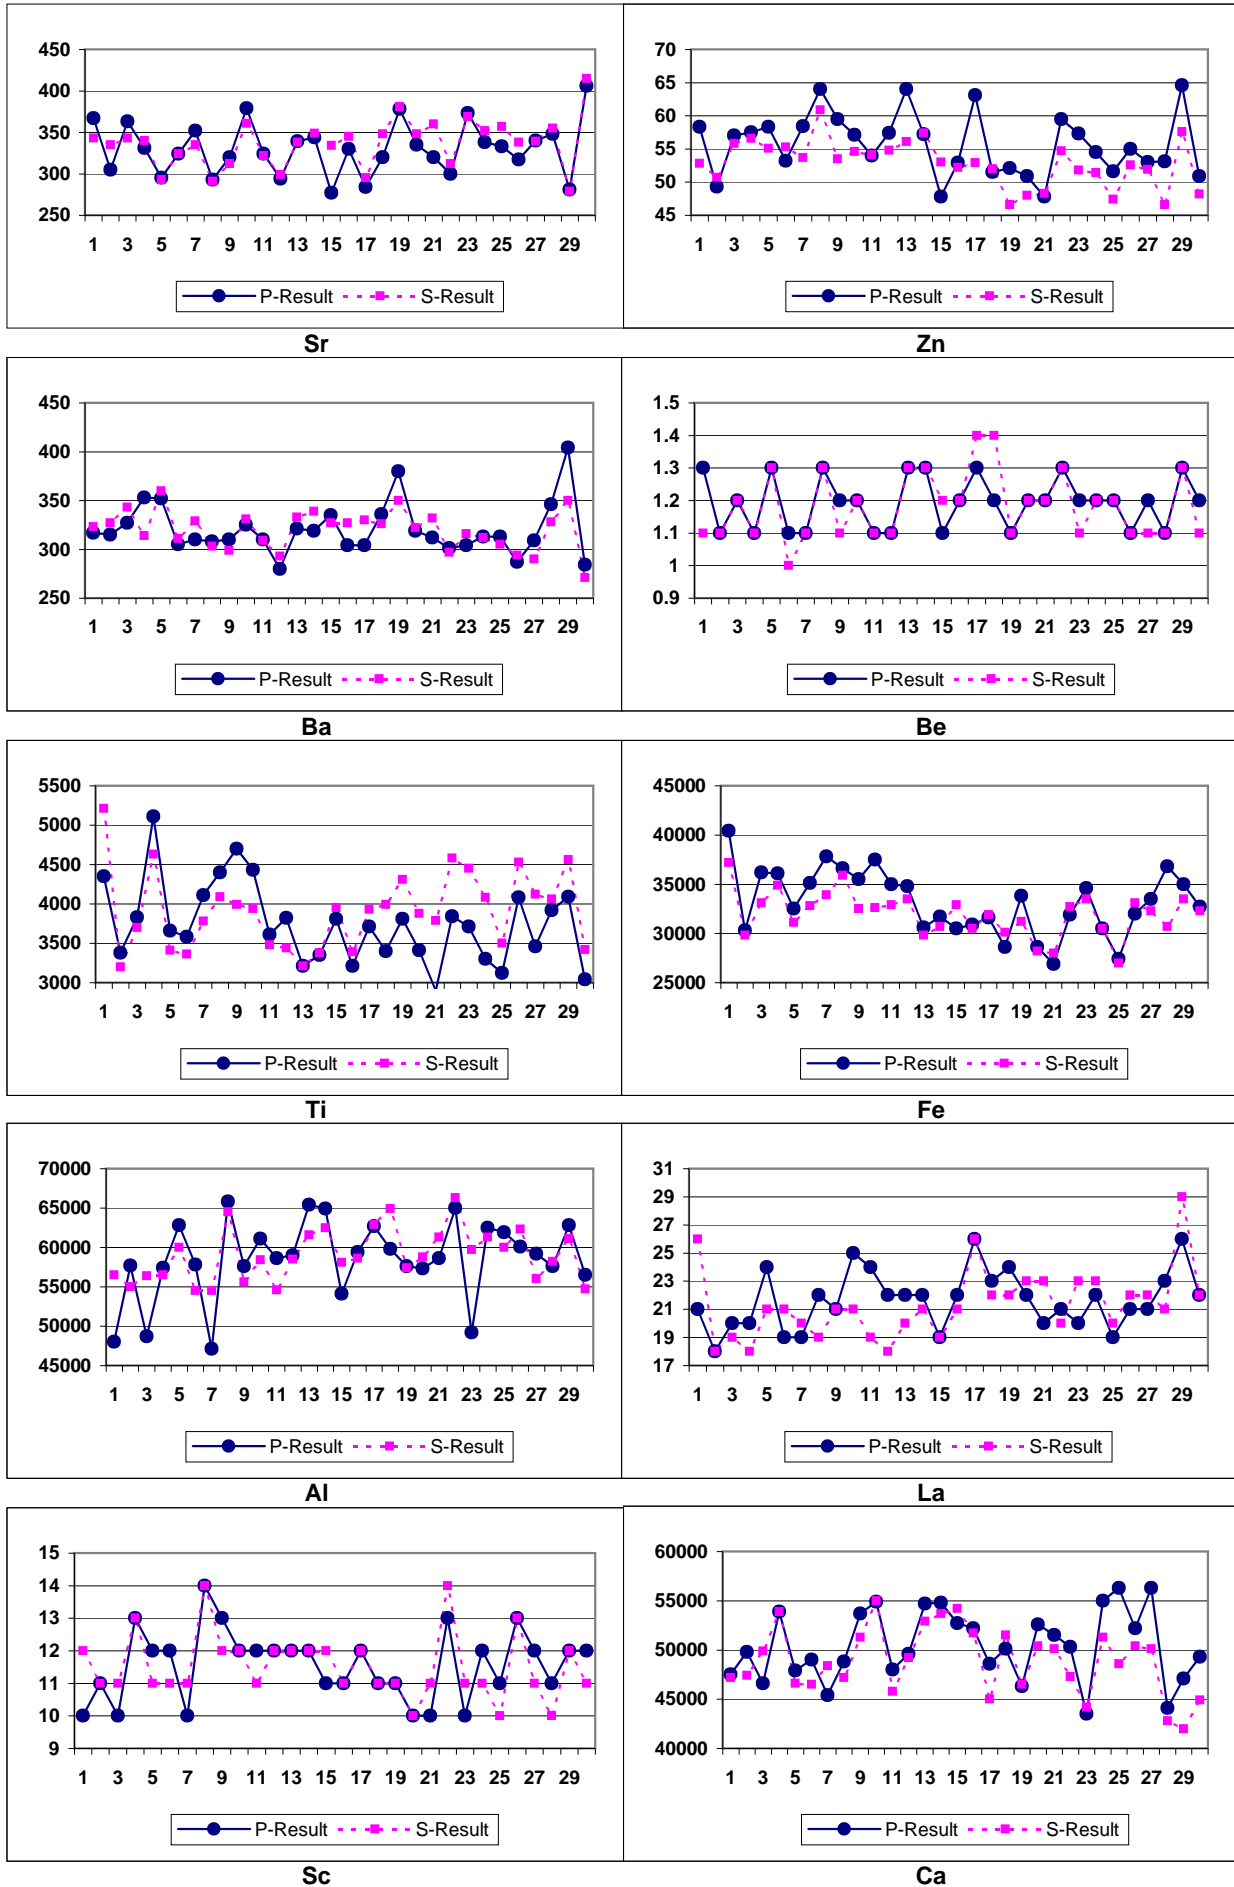 450
400
350
300
250
1 3 5 7 9 11 13 15 17 19 21 23 25 27 29
P-Result S-Result
Sr
70
65
60
55
50
45
1 3 5 7 9 11 13 15 17 19 21 23 25 27 29
P-Result S-Result
Zn
450
400
350
300
250
1 3 5 7 9 11 13 15 17 19 21 23 25 27 29
P-Result S-Result
Ba
1.5
1.4
1.3
1.2
1.1
1
0.9
1 3 5 7 9 11 13 15 17 19 21 23 25 27 29
P-Result S-Result
Be
5500
5000
4500
4000
3500
3000
1 3 5 7 9 11 13 15 17 19 21 23 25 27 29
P-Result S-Result
Ti
45000
40000
35000
30000
25000
1 3 5 7 9 11 13 15 17 19 21 23 25 27 29
P-Result S-Result
Fe
70000
65000
60000
55000
50000
45000
1 3 5 7 9 11 13 15 17 19 21 23 25 27 29
P-Result S-Result
Al
31
29
27
25
23
21
19
17
1 3 5 7 9 11 13 15 17 19 21 23 25 27 29
P-Result S-Result
La
15
14
13
12
11
10
9
1 3 5 7 9 11 13 15 17 19 21 23 25 27 29
P-Result S-Result
Sc
60000
55000
50000
45000
40000
1 3 5 7 9 11 13 15 17 19 21 23 25 27 29
P-Result S-Result
Ca